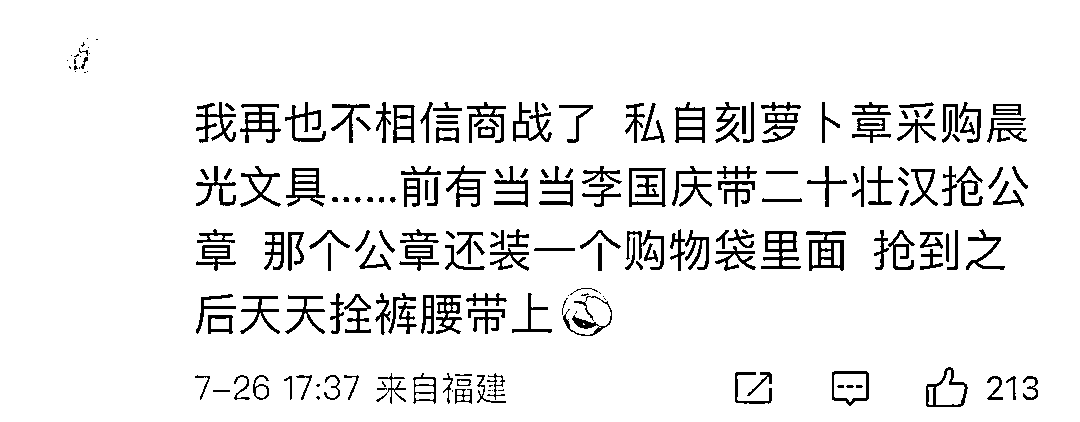 我再也不相信商战了 私自刻萝卜章采购晨
光文具……前有当当李国庆带二十壮汉抢公
章 那个公章还装一个购物袋里面 抢到之
后天天拴裤腰带上
7-26 17:37 来自福建
213